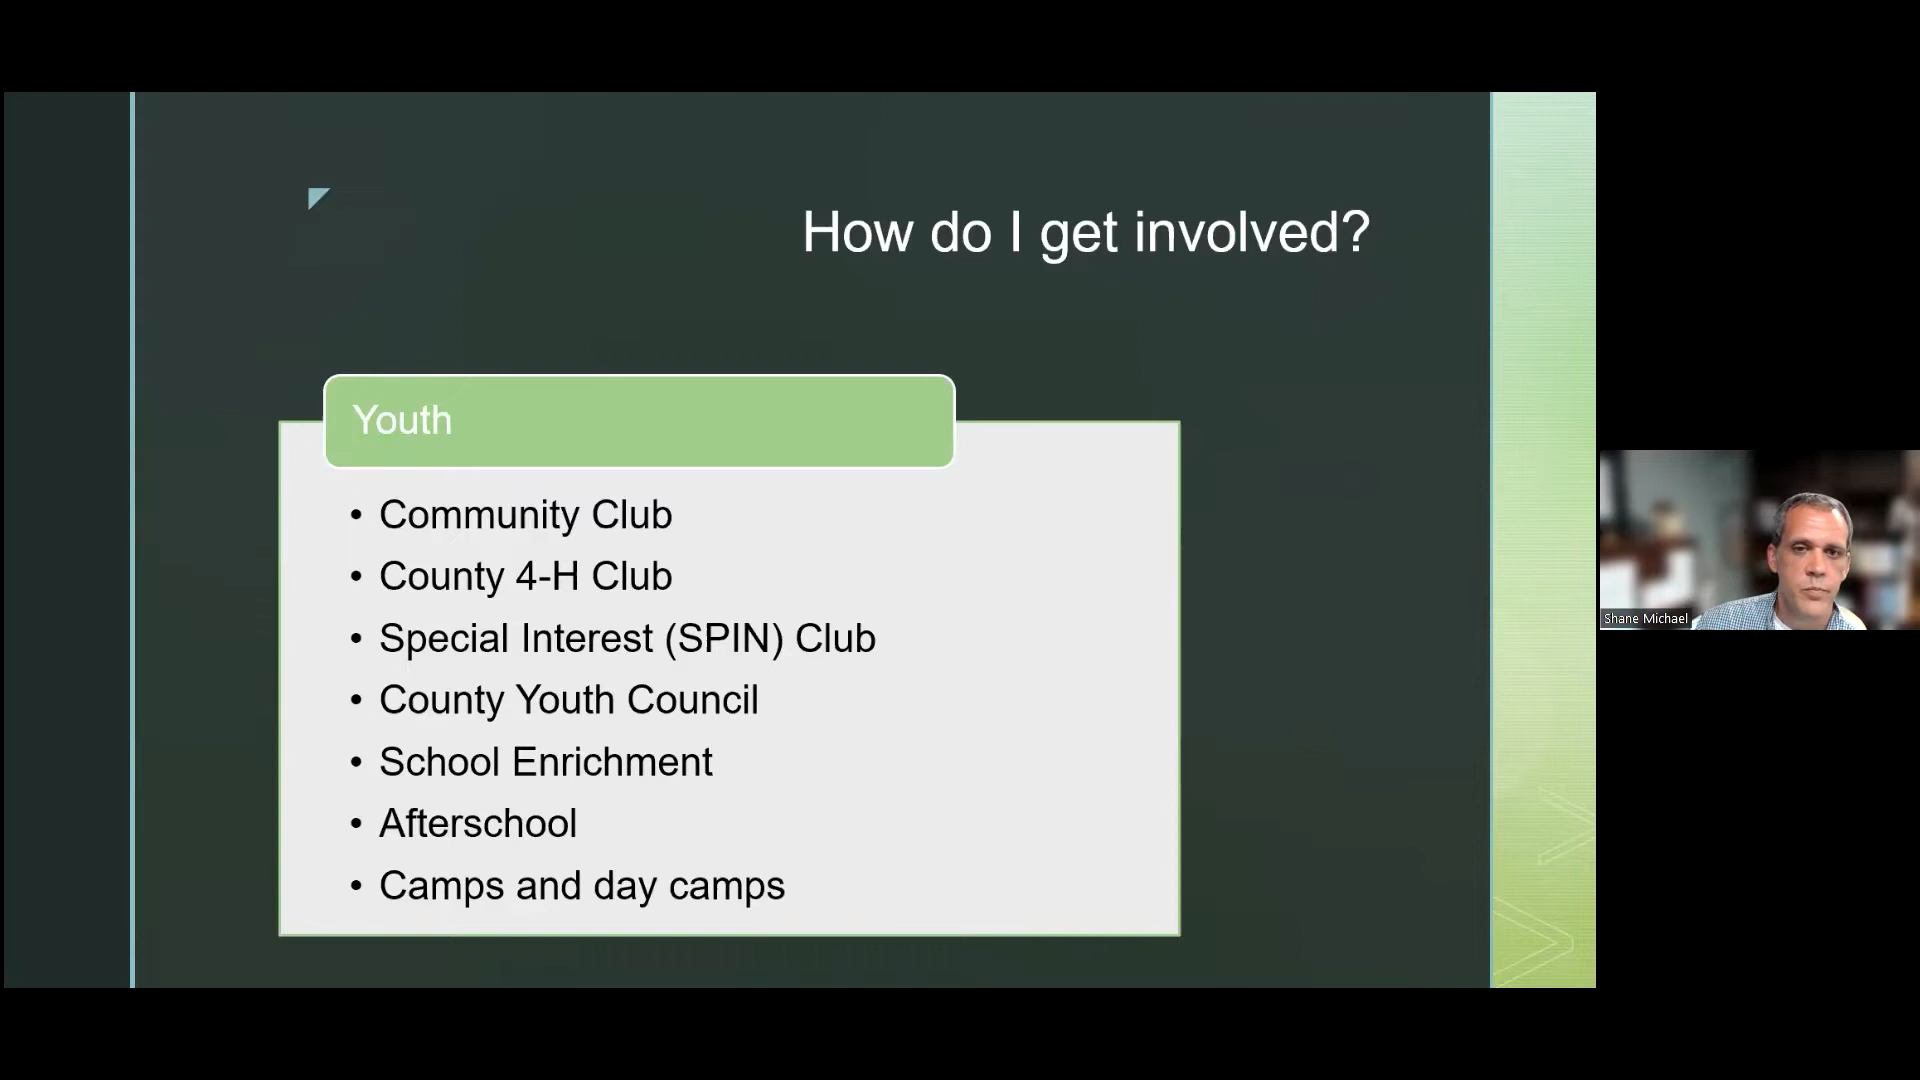 How do I get involved?
Youth
• Community Club
• County 4-H Club
• Special Interest (SPIN) Club
• County Youth Council
• School Enrichment
• Afterschool
• Camps and day camps
Shane Michael